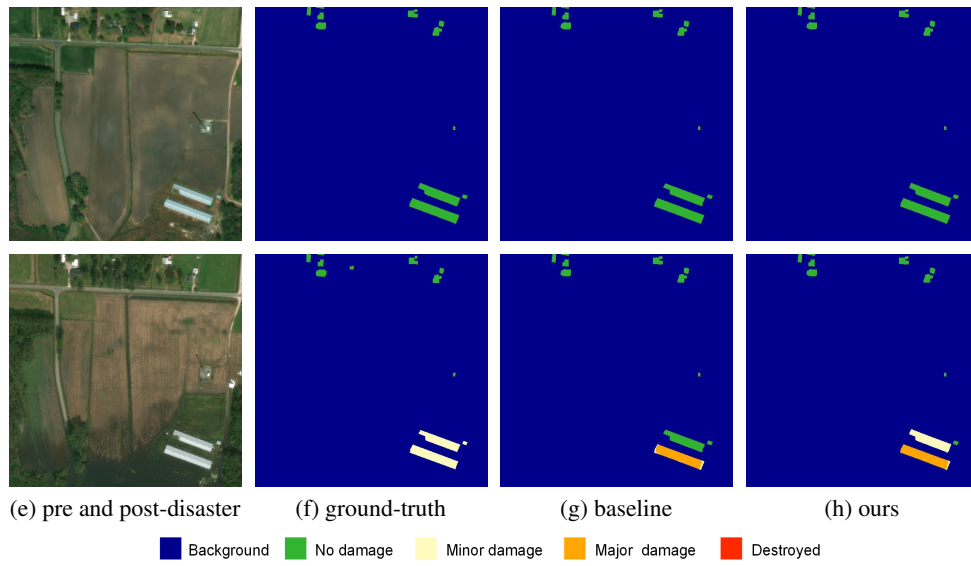 (e) pre and post-disaster (f) ground-truth (g) baseline (h) ours
Background No damage Minor damage Major damage Destroyed